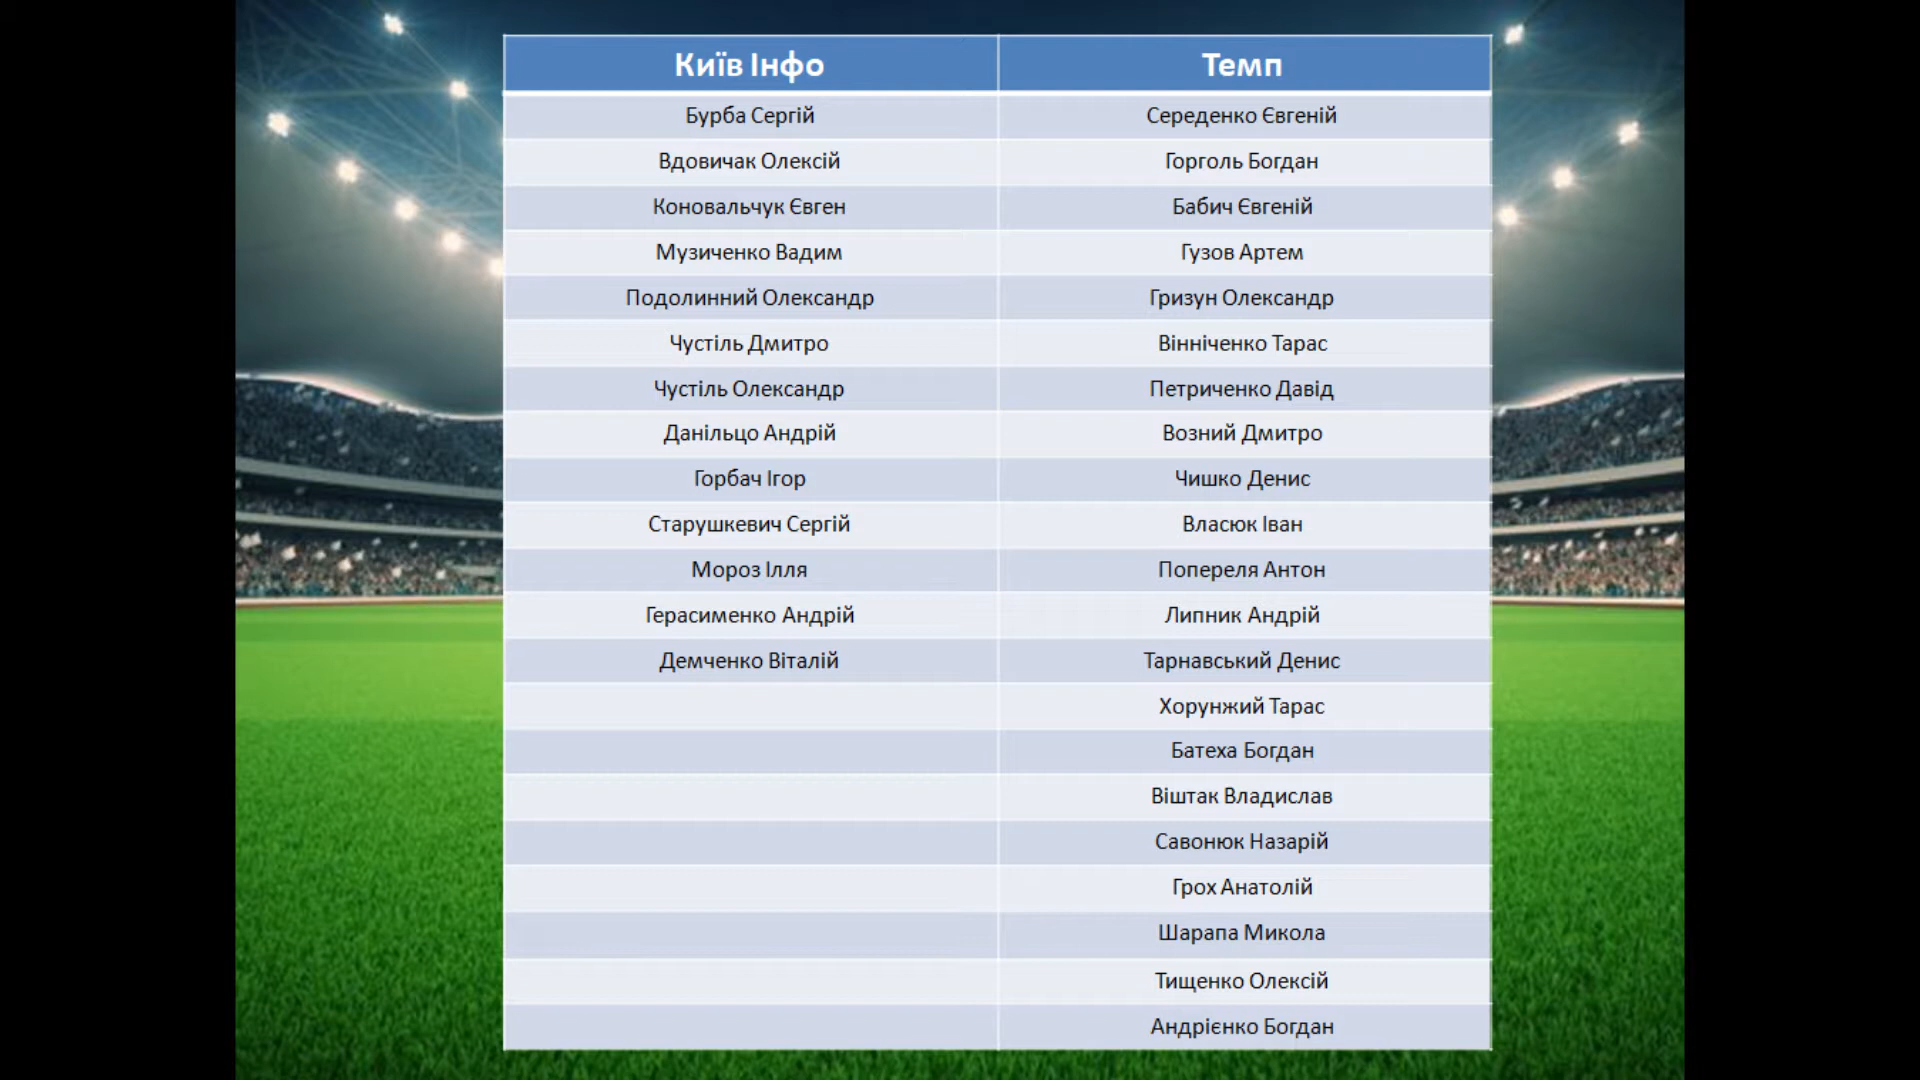 Київ Інфо Темп
Бурба Сергій Середенко Євгеній
Вдовичак Олексій Горголь Богдан
Коновальчук Євген Бабич Євгеній
Музиченко Вадим Гузов Артем
Подолинний Олександр Гризун Олександр
Чустіль Дмитро Вінніченко Тарас
Чустіль Олександр Петриченко Давід
Данільцо Андрій Возний Дмитро
Горбач Ігор Чишко Денис
Старушкевич Сергій Власюк Іван
Мороз Ілля Попереля Антон
Герасименко Андрій Липник Андрій
Демченко Віталій Тарнавський Денис
Хорунжий Тарас
Батеха Богдан
Віштак Владислав
Савонюк Назарій
Грох Анатолій
Шарапа Микола
Тищенко Олексій
Андрієнко Богдан